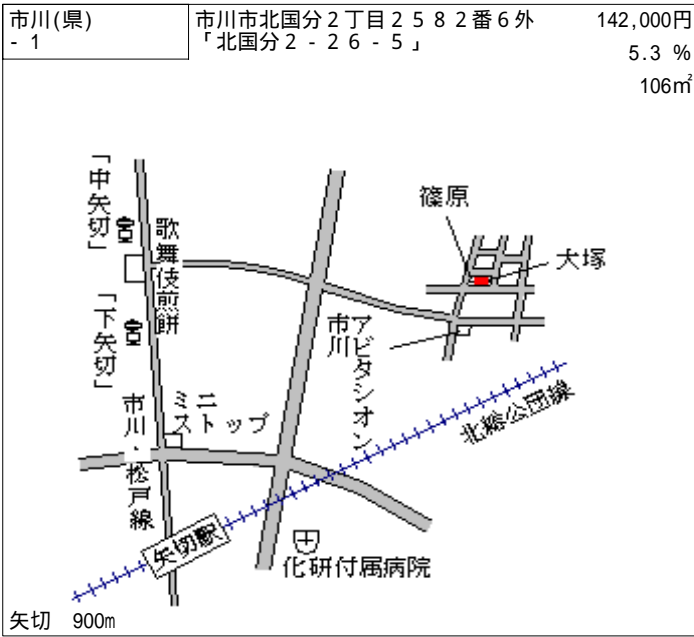 市川(県)
- 1
市川市北国分２丁目２５８２番６外
「北国分２ - ２６ - ５」
142,000円
5.3 %
106㎡
「中矢切」
歌舞伎煎餅
「下矢切」
篠原
犬塚
アビタシオン
市川
ミニ
ストップ
市川・松戸線
北総公団線
矢切駅
化研付属病院
矢切 900m